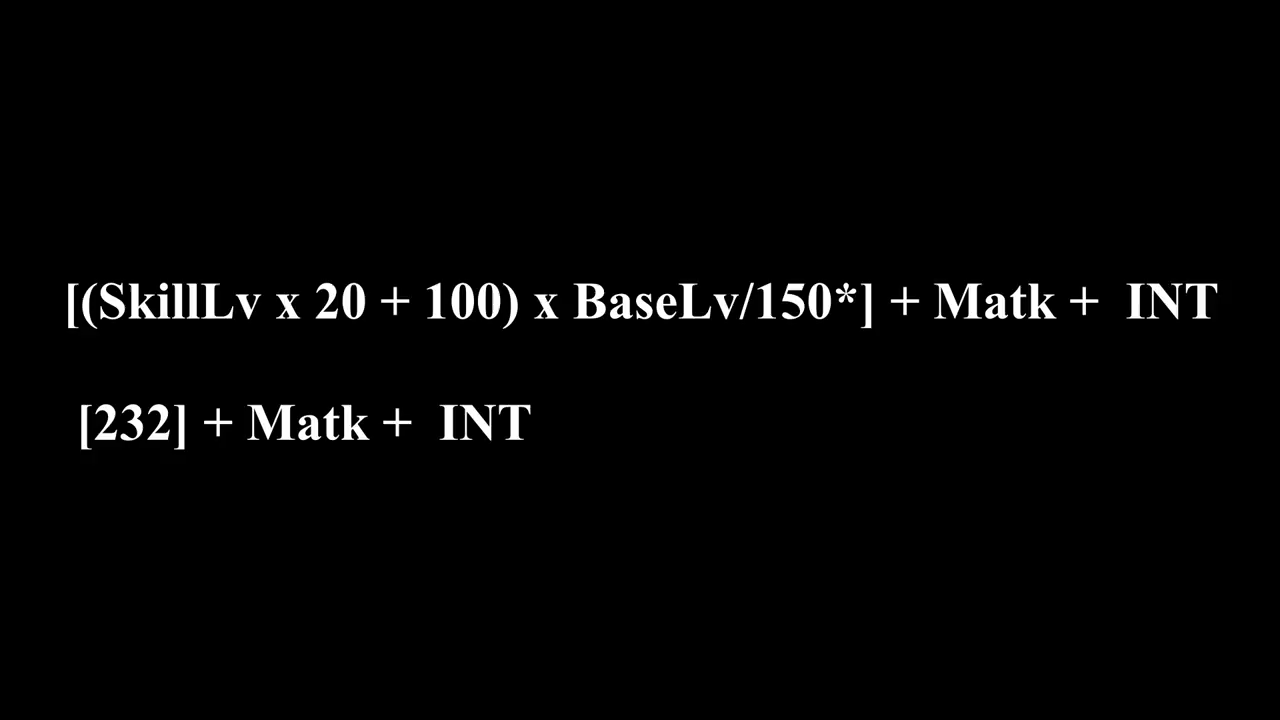 [(SkillLv x 20 + 100) x BaseLv/150*] + Matk +  INT
[232] + Matk +  INT